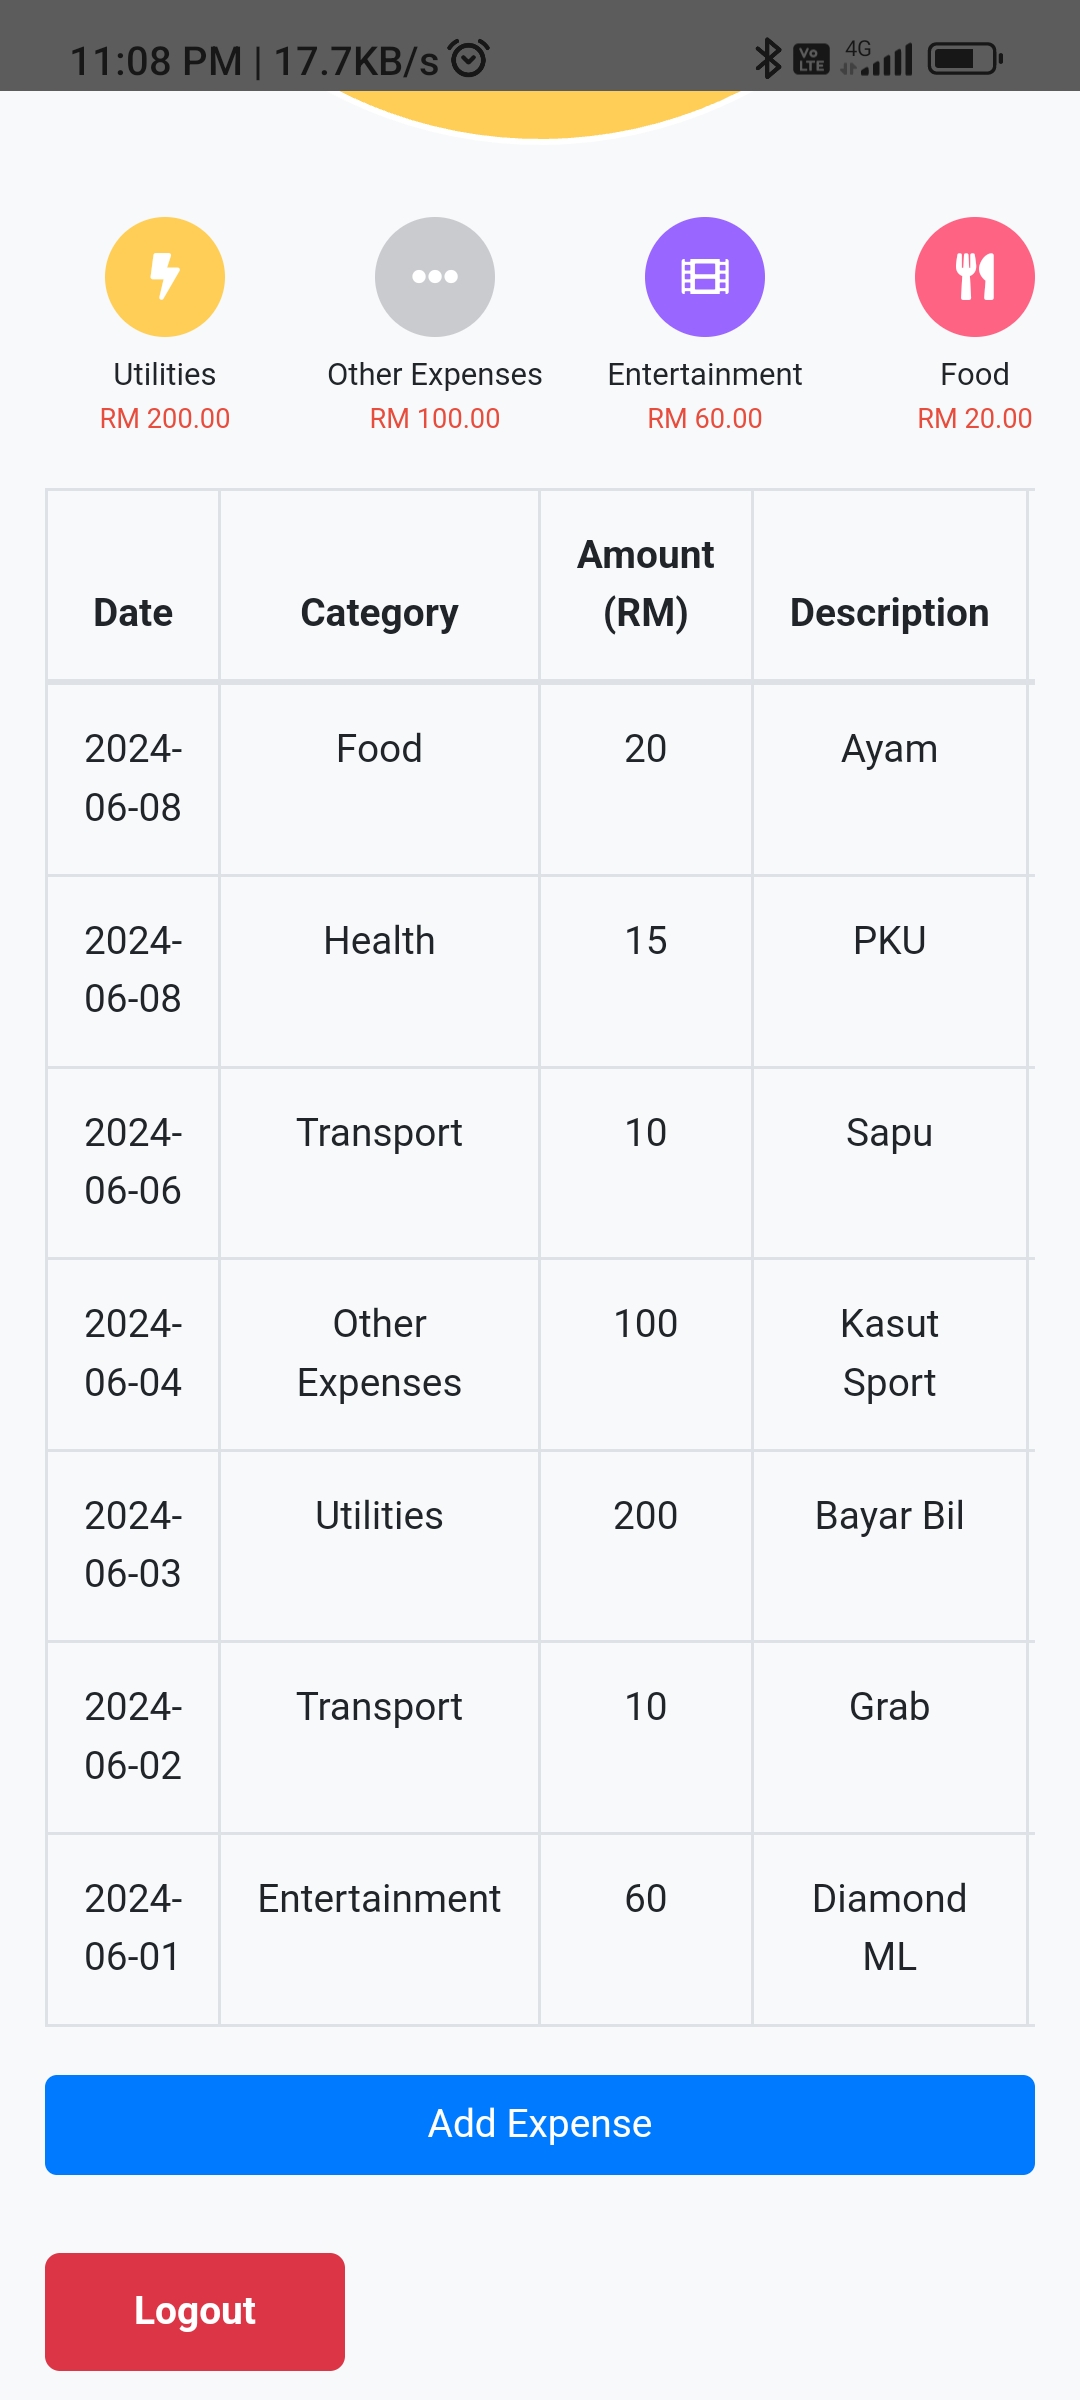 11:08 PM | 17.7KB/s
Vo LTE 4G
Utilities
RM 200.00
Other Expenses
RM 100.00
Entertainment
RM 60.00
Food
RM 20.00
Date Category Amount (RM) Description
2024-06-08 Food 20 Ayam
2024-06-08 Health 15 PKU
2024-06-06 Transport 10 Sapu
2024-06-04 Other Expenses 100 Kasut Sport
2024-06-03 Utilities 200 Bayar Bil
2024-06-02 Transport 10 Grab
2024-06-01 Entertainment 60 Diamond ML
Add Expense
Logout